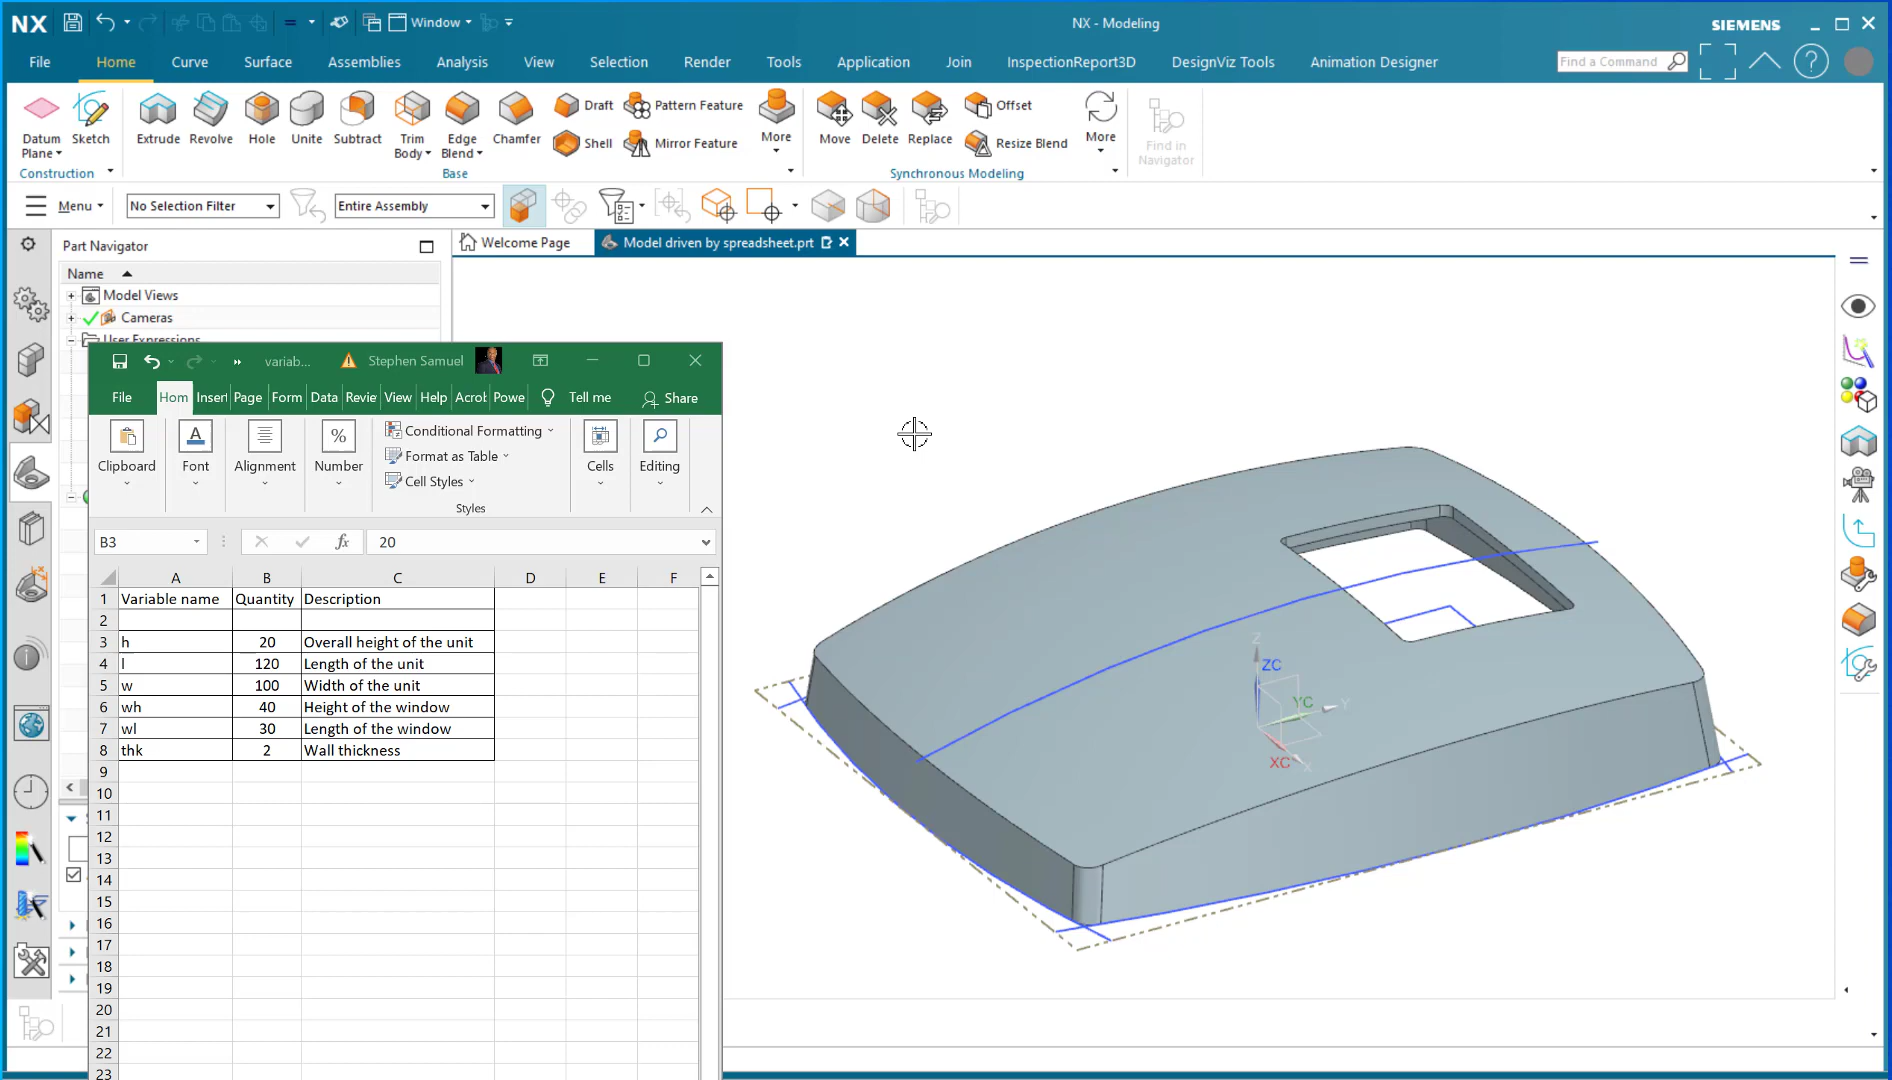 NX
Window
NX - Modeling
SIEMENS
File Home Curve Surface Assemblies Analysis View Selection Render Tools Application Join InspectionReport3D DesignViz Tools Animation Designer
Find a Command
Datum Plane
Sketch
Extrude
Revolve
Hole
Unite
Subtract
Trim Body
Edge Blend
Chamfer
Draft
Shell
Pattern Feature
Mirror Feature
More
Move
Delete
Replace
Offset
Resize Blend
More
Find in Navigator
Construction
Base
Synchronous Modeling
Menu
No Selection Filter
Entire Assembly
Part Navigator
Welcome Page
Model driven by spreadsheet.prt
Name
Model Views
Cameras
User Expressions
variab...
Stephen Samuel
File Hom Inser Page Form Data Revie View Help Acrob Powe Tell me Share
Clipboard
Font
Alignment
Number
Conditional Formatting
Format as Table
Cell Styles
Styles
Cells
Editing
B3
fx
20
A B C D E F
1 Variable name Quantity Description
2
3 h 20 Overall height of the unit
4 l 120 Length of the unit
5 w 100 Width of the unit
6 wh 40 Height of the window
7 wl 30 Length of the window
8 thk 2 Wall thickness
9
10
11
12
13
14
15
16
17
18
19
20
21
22
23
Z
ZC
YC
Y
XC
X